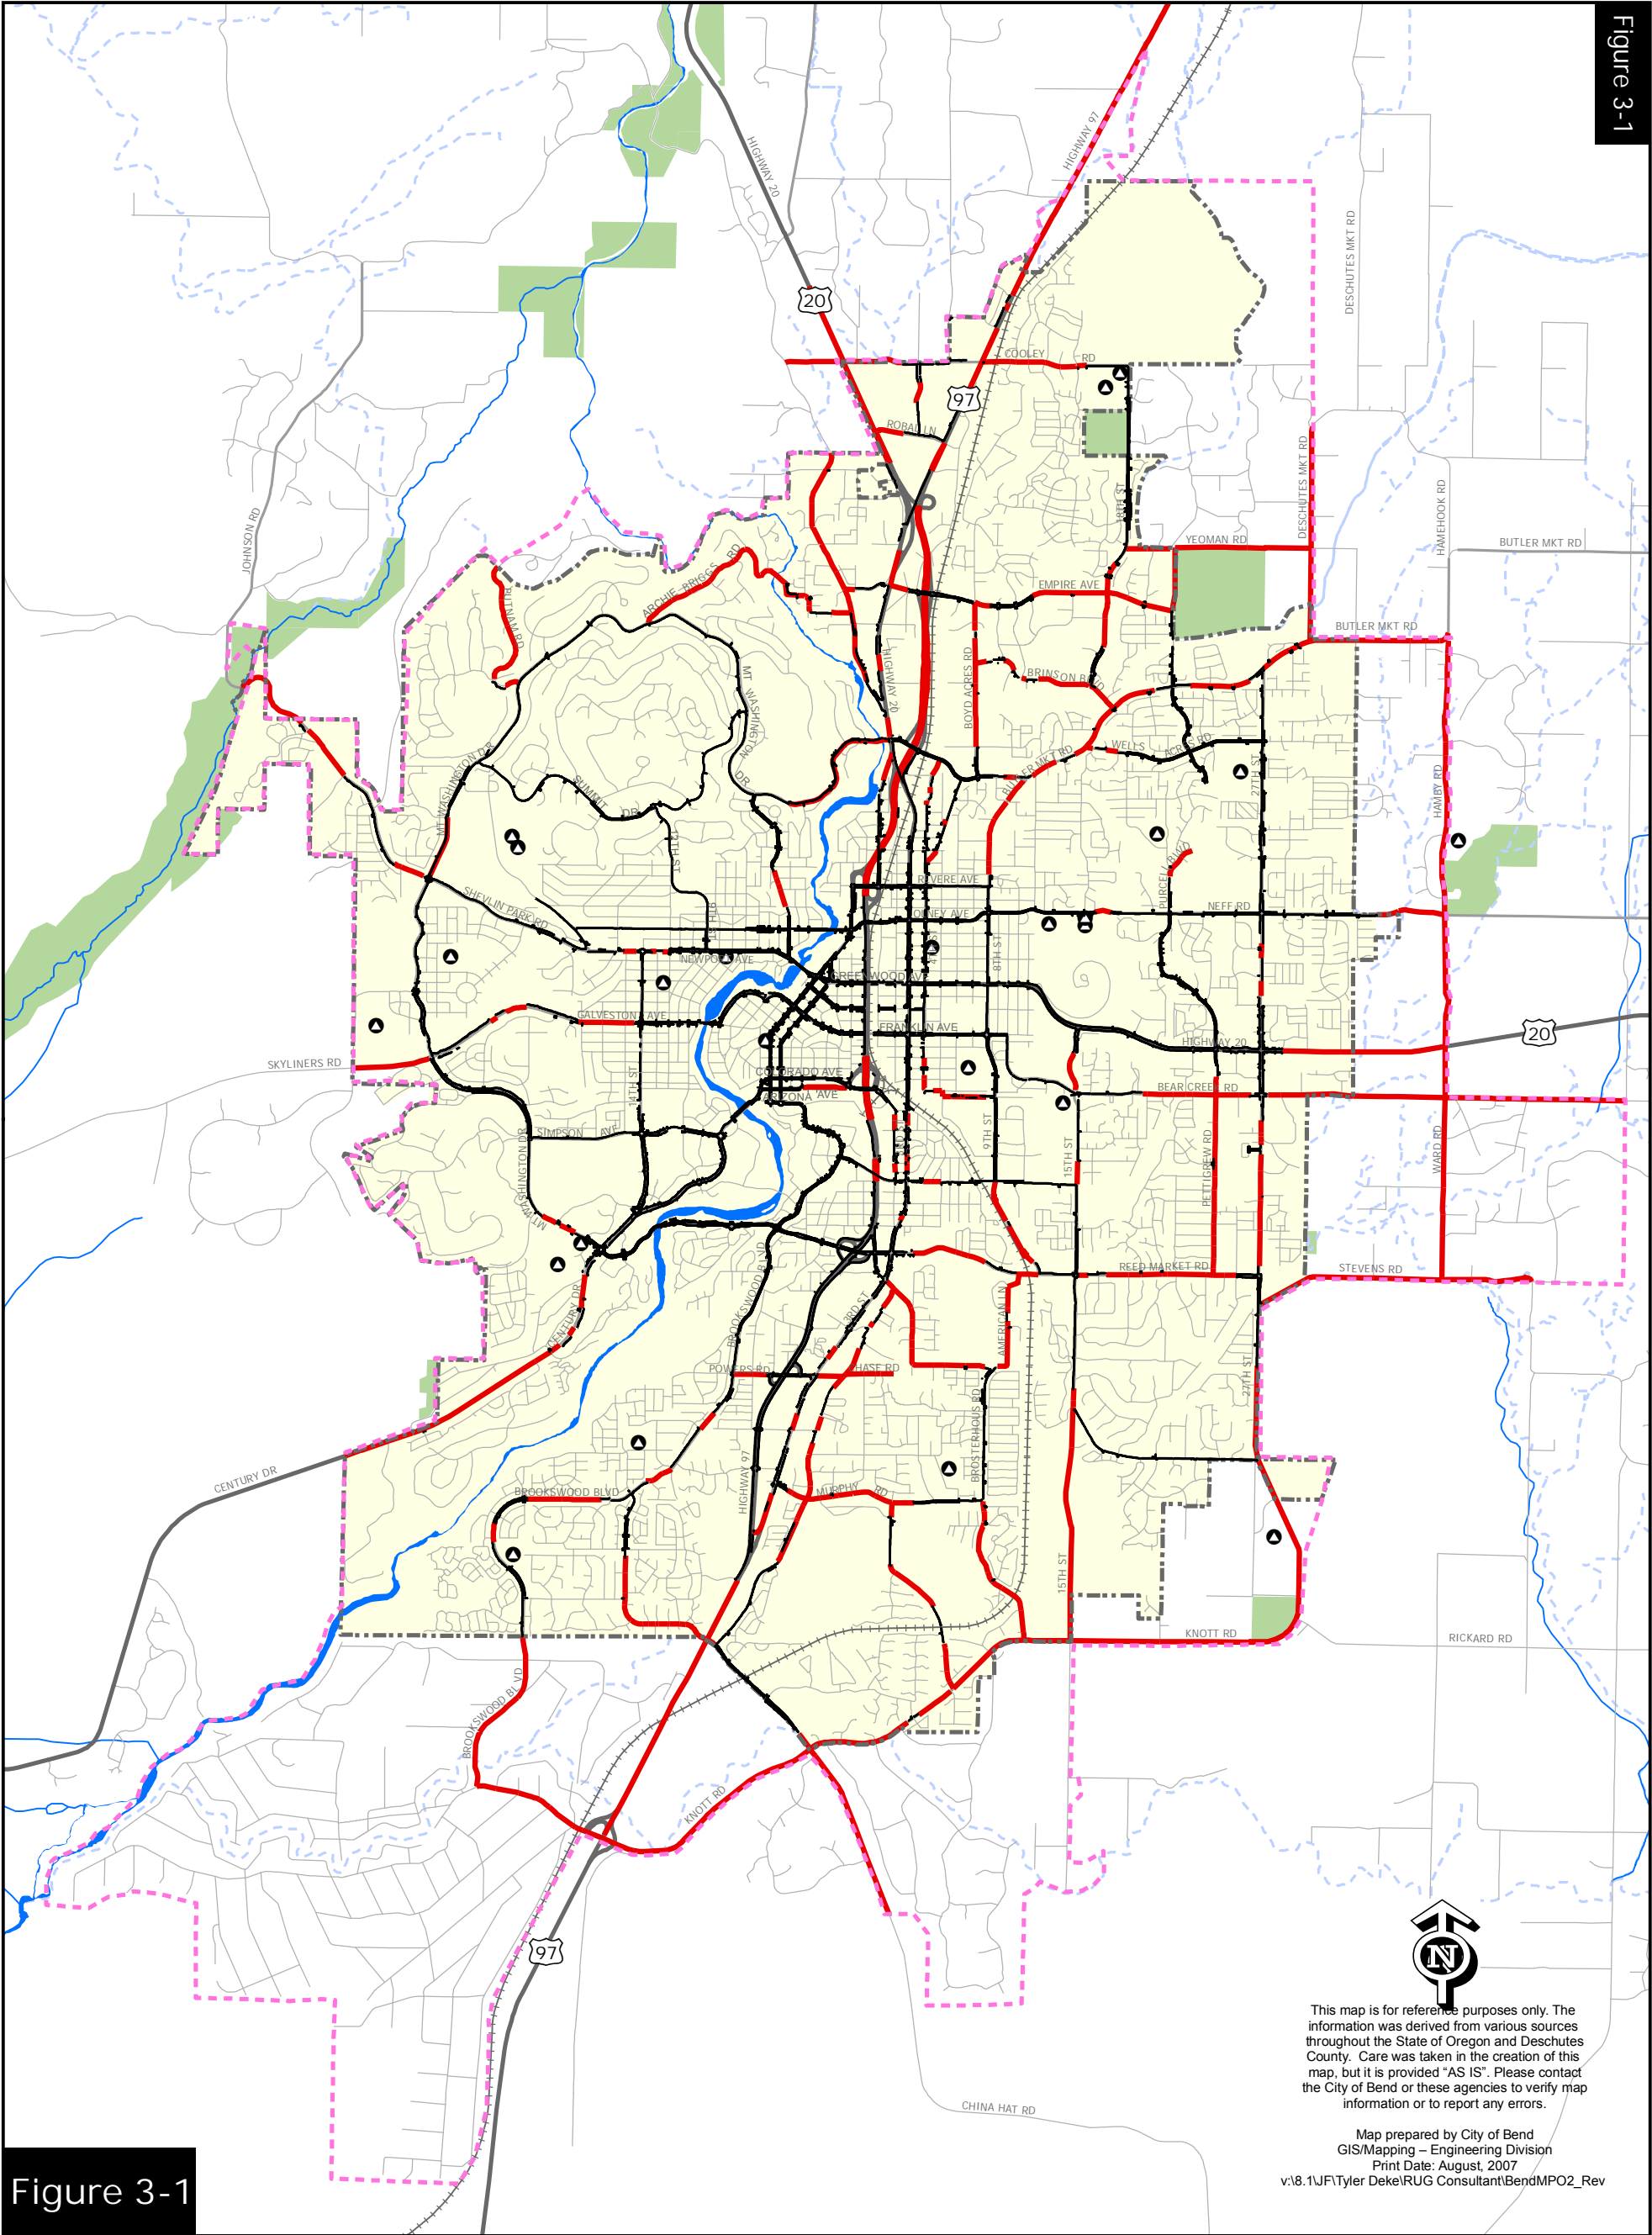 Figure 3-1
HIGHWAY 97
HIGHWAY 20
DESCHUTES MKT RD
20
COOLEY RD
97
ROBAL LN
DESCHUTES MKT RD
HAMEHOOK RD
18TH ST
JOHNSON RD
YEOMAN RD
BUTLER MKT RD
ARCHIE BRIGGS RD
EMPIRE AVE
PUTNAM RD
BUTLER MKT RD
HIGHWAY 20
BOYD ACRES RD
BRINSON BLVD
MT WASHINGTON DR
WELLS ACRES RD
BUTLER MKT RD
27TH ST
HAMBY RD
MT WASHINGTON DR
SUMMIT DR
12TH ST
PURCELL BLVD
REVERE AVE
SHEVLIN PARK RD
OLNEY AVE
NEFF RD
8TH ST
NEWPORT AVE
GREENWOOD AVE
GALVESTON AVE
FRANKLIN AVE
HIGHWAY 20
20
SKYLINERS RD
COLORADO AVE
BEAR CREEK RD
ARIZONA AVE
14TH ST
SIMPSON AVE
9TH ST
15TH ST
PETTIGREW RD
WARD RD
MT WASHINGTON DR
REED MARKET RD
STEVENS RD
BROOKSWOOD BLVD
CENTURY DR
3RD ST
AMERICAN LN
POWERS RD
CHASE RD
27TH ST
BROSTERHOUS RD
CENTURY DR
HIGHWAY 97
BROOKSWOOD BLVD
MURPHY RD
15TH ST
KNOTT RD
RICKARD RD
BROOKSWOOD BLVD
KNOTT RD
97
N
CHINA HAT RD
This map is for reference purposes only. The
information was derived from various sources
throughout the State of Oregon and Deschutes
County. Care was taken in the creation of this
map, but it is provided “AS IS”. Please contact
the City of Bend or these agencies to verify map
information or to report any errors.
Map prepared by City of Bend
GIS/Mapping – Engineering Division
Print Date: August, 2007
v:\8.1\JF\Tyler Deke\RUG Consultant\BendMPO2_Rev
Figure 3-1